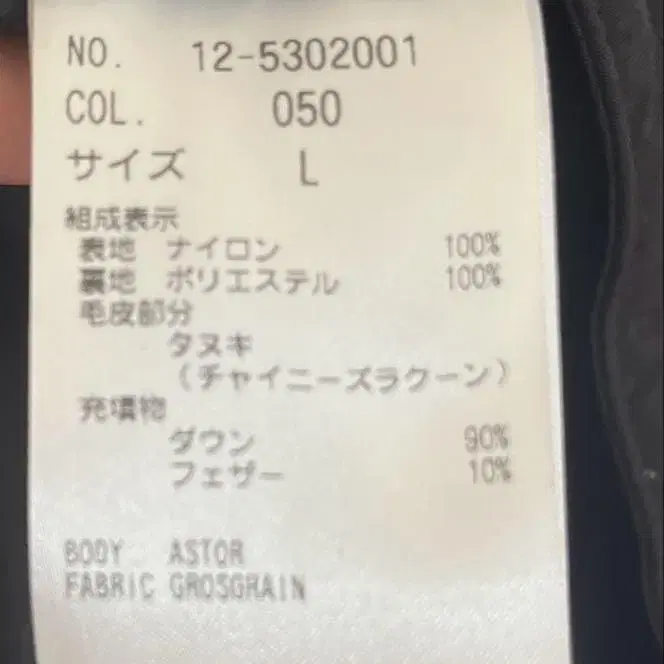 NO. 12-5302001
COL. 050
サイズ L
組成表示
表地 ナイロン 100%
裏地 ポリエステル 100%
毛皮部分
タヌキ
(チャイニーズラクーン)
充填物
ダウン 90%
フェザー 10%
BODY ASTOR
FABRIC GROSGRAIN